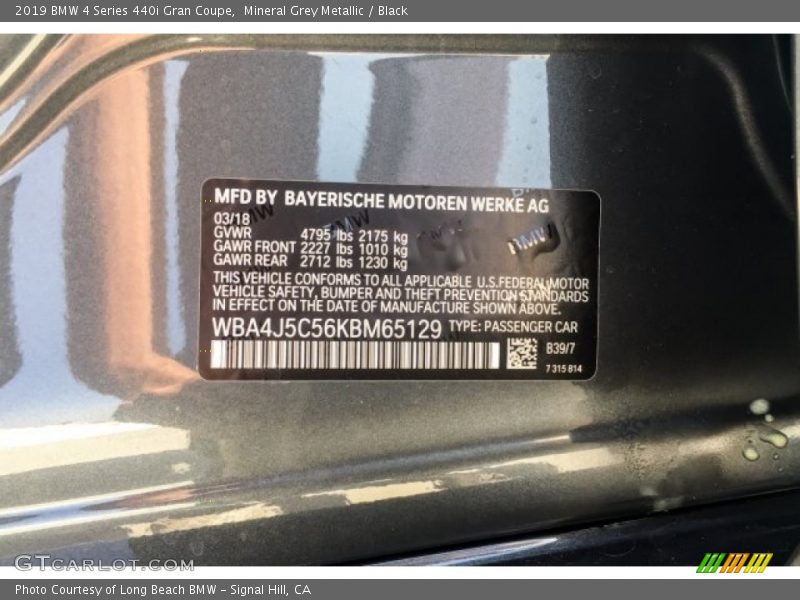 2019 BMW 4 Series 440i Gran Coupe, Mineral Grey Metallic / Black
MFD BY BAYERISCHE MOTOREN WERKE AG
03/18
GVWR 4795 lbs 2175 kg
GAWR FRONT 2227 lbs 1010 kg
GAWR REAR 2712 lbs 1230 kg
THIS VEHICLE CONFORMS TO ALL APPLICABLE U.S.FEDERAL MOTOR
VEHICLE SAFETY, BUMPER AND THEFT PREVENTION STANDARDS
IN EFFECT ON THE DATE OF MANUFACTURE SHOWN ABOVE.
WBA4J5C56KBM65129 TYPE: PASSENGER CAR
B39/7
7 315 814
BMW
BMW
BMW
GTCarlot.com
Photo Courtesy of Long Beach BMW - Signal Hill, CA